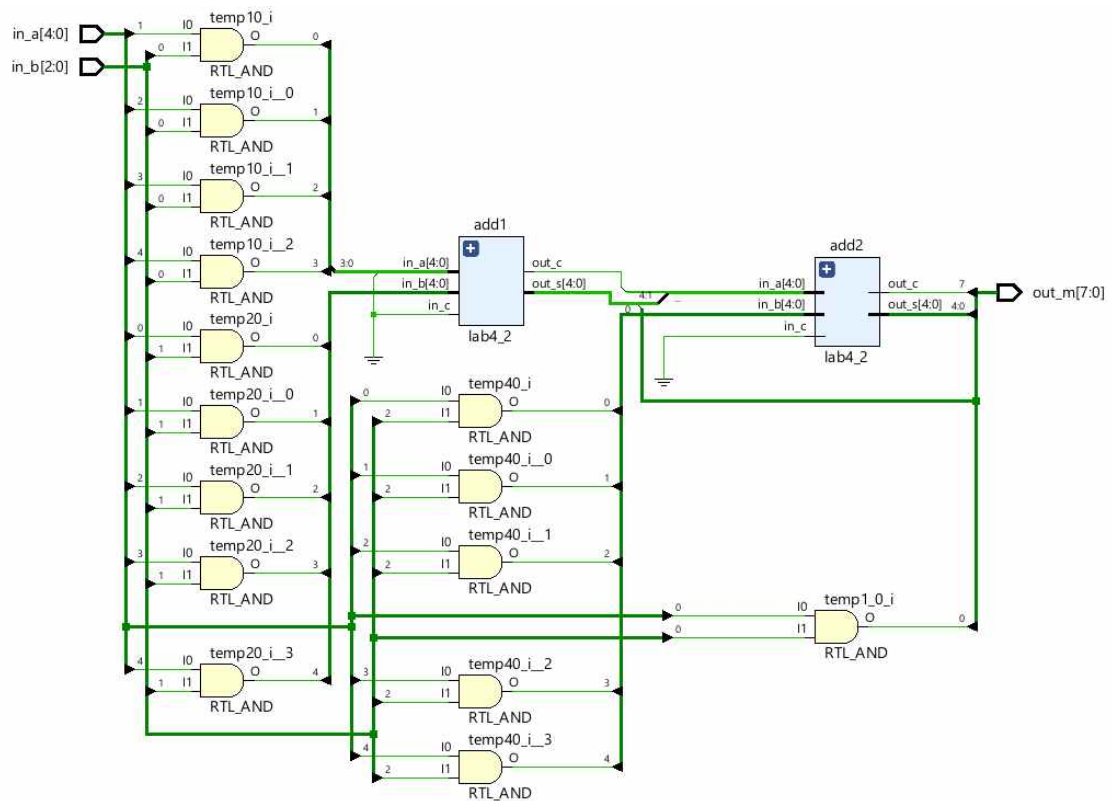 in_a[4:0]
in_b[2:0]
temp10_i
1 I0 O 0
0 I1
RTL_AND
temp10_i__0
2 I0 O 1
0 I1
RTL_AND
temp10_i__1
3 I0 O 2
0 I1
RTL_AND
temp10_i__2
4 I0 O 3 3:0
0 I1
RTL_AND
temp20_i
0 I0 O 0
1 I1
RTL_AND
temp20_i__0
1 I0 O 1
1 I1
RTL_AND
temp20_i__1
2 I0 O 2
1 I1
RTL_AND
temp20_i__2
3 I0 O 3
1 I1
RTL_AND
temp20_i__3
4 I0 O 4
1 I1
RTL_AND
add1
in_a[4:0] out_c
in_b[4:0] out_s[4:0]
in_c
lab4_2
4:1
0
temp40_i
0 I0 O 0
2 I1
RTL_AND
temp40_i__0
1 I0 O 1
2 I1
RTL_AND
temp40_i__1
2 I0 O 2
2 I1
RTL_AND
temp40_i__2
3 I0 O 3
2 I1
RTL_AND
temp40_i__3
4 I0 O 4
2 I1
RTL_AND
add2
in_a[4:0] out_c 7
in_b[4:0] out_s[4:0] 4:0
in_c
lab4_2
out_m[7:0]
temp1_0_i
0 I0 O 0
0 I1
RTL_AND